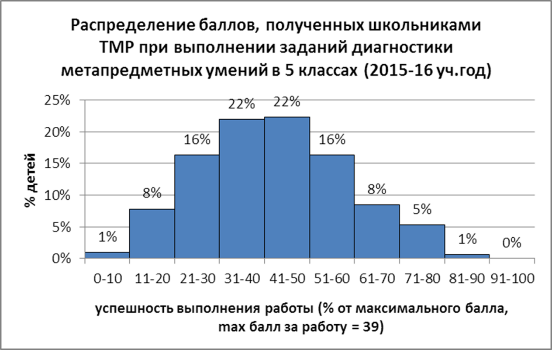 Распределение баллов, полученных школьниками
ТМР при выполнении заданий диагностики
метапредметных умений в 5 классах (2015-16 уч.год)
% детей
25%
20%
15%
10%
5%
0%
1%
8%
16%
22%
22%
16%
8%
5%
1%
0%
0-10 11-20 21-30 31-40 41-50 51-60 61-70 71-80 81-90 91-100
успешность выполнения работы (% от максимального балла,
max балл за работу = 39)